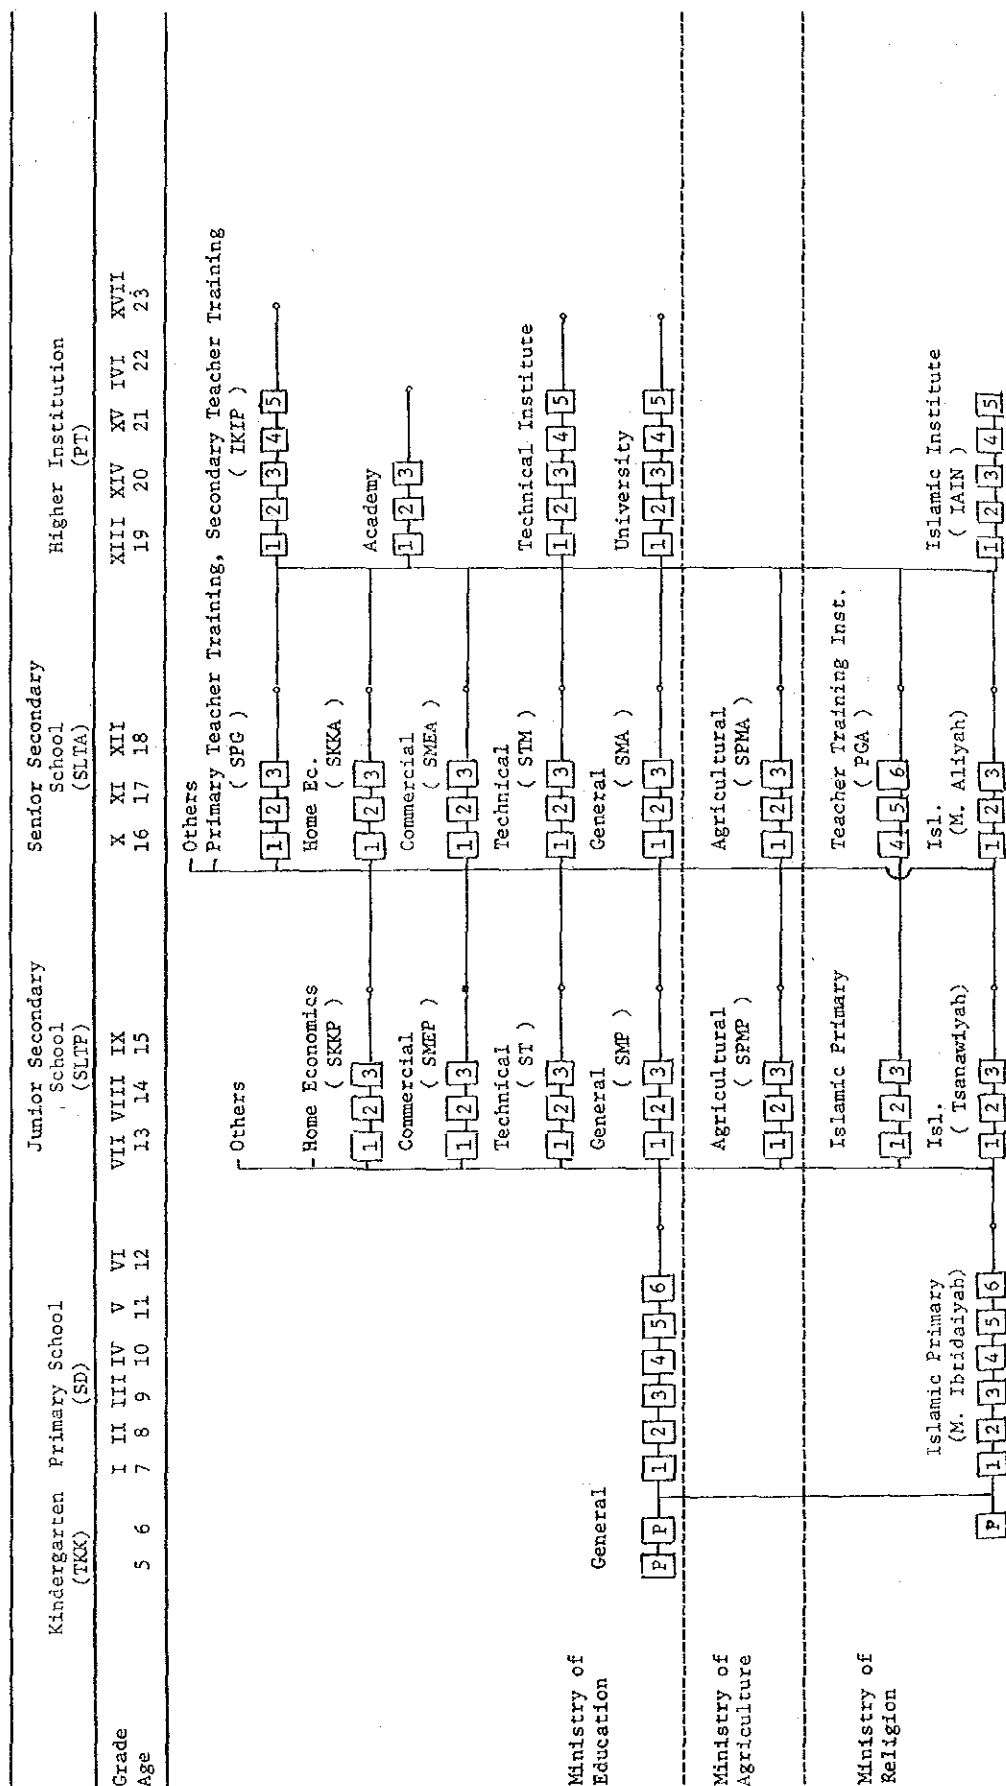 Kindergarten Primary School Junior Secondary Senior Secondary Higher Institution
(TKK) (SD) School School (PT)
(SLTP) (SLTA)
Grade I II III IV V VI VII VIII IX X XI XII XIII XIV XV IVI XVII
Age 5 6 7 8 9 10 11 12 13 14 15 16 17 18 19 20 21 22 23
Others
Others
Primary Teacher Training, Secondary Teacher Training
( SPG ) ( IKIP )
1 2 3 1 2 3 4 5
Home Economics Home Ec.
( SKKP ) ( SKKA )
1 2 3 1 2 3
Academy
1 2 3
Commercial Commercial
( SMEP ) ( SMEA )
1 2 3 1 2 3
Technical Technical Technical Institute
( ST ) ( STM )
1 2 3 1 2 3 1 2 3 4 5
Ministry of
Education
General General General University
( SMP ) ( SMA )
P P 1 2 3 4 5 6 1 2 3 1 2 3 1 2 3 4 5
Ministry of
Agriculture
Agricultural Agricultural
( SPMP ) ( SPMA )
1 2 3 1 2 3
Ministry of
Religion
Islamic Primary Teacher Training Inst.
( PGA )
1 2 3 4 5 6
Islamic Primary Isl. Isl. Islamic Institute
(M. Ibtidaiyah) ( Tsanawiyah) (M. Aliyah) ( IAIN )
P 1 2 3 4 5 6 1 2 3 1 2 3 1 2 3 4 5